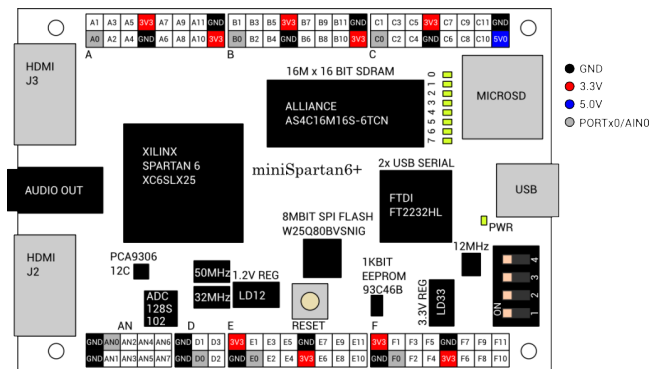 A1 A3 A5 3V3 A7 A9 A11 GND B1 B3 B5 3V3 B7 B9 B11 GND C1 C3 C5 3V3 C7 C9 C11 GND
A0 A2 A4 GND A6 A8 A10 3V3 B0 B2 B4 GND B6 B8 B10 3V3 C0 C2 C4 GND C6 C8 C10 5V0
A B C
HDMI
J3
16M x 16 BIT SDRAM
ALLIANCE
AS4C16M16S-6TCN
7 6 5 4 3 2 1 0
MICROSD
GND
3.3V
5.0V
PORTx0/AIN0
XILINX
SPARTAN 6
XC6SLX25
miniSpartan6+
2x USB SERIAL
FTDI
FT2232HL
AUDIO OUT
USB
PWR
8MBIT SPI FLASH
W25Q80BVSNIG
HDMI
J2
PCA9306
12C
50MHz
32MHz
1.2V REG
LD12
1KBIT
EEPROM
93C46B
12MHz
3.3V REG
LD33
ON
1 2 3 4
ADC
128S
102
RESET
AN D E F
GND AN0 AN2 AN4 AN6 GND D1 D3 3V3 E1 E3 E5 GND E7 E9 E11 3V3 F1 F3 F5 GND F7 F9 F11
GND AN1 AN3 AN5 AN7 GND D0 D2 GND E0 E2 E4 3V3 E6 E8 E10 GND F0 F2 F4 3V3 F6 F8 F10